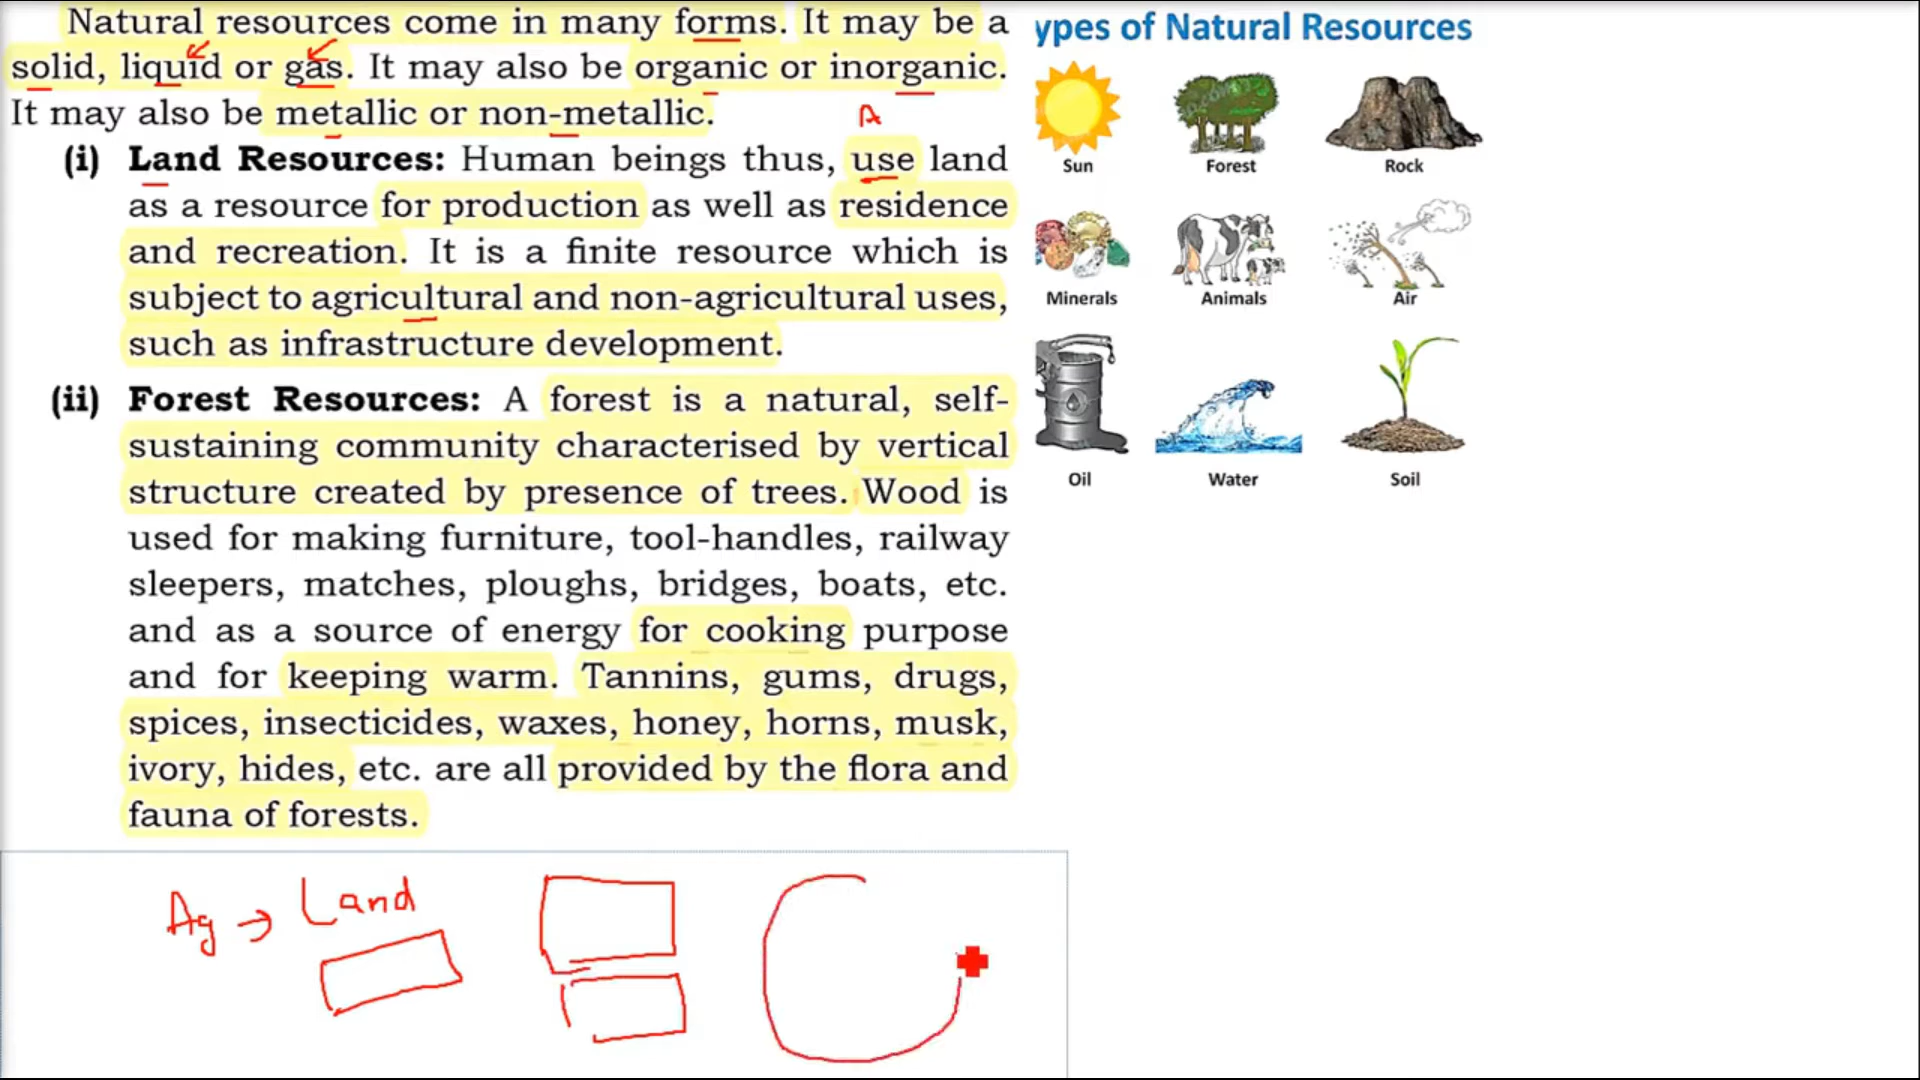 Natural resources come in many forms. It may be a
solid, liquid or gas. It may also be organic or inorganic.
It may also be metallic or non-metallic.
A
(i) Land Resources: Human beings thus, use land
as a resource for production as well as residence
and recreation. It is a finite resource which is
subject to agricultural and non-agricultural uses,
such as infrastructure development.
(ii) Forest Resources: A forest is a natural, self-
sustaining community characterised by vertical
structure created by presence of trees. Wood is
used for making furniture, tool-handles, railway
sleepers, matches, ploughs, bridges, boats, etc.
and as a source of energy for cooking purpose
and for keeping warm. Tannins, gums, drugs,
spices, insecticides, waxes, honey, horns, musk,
ivory, hides, etc. are all provided by the flora and
fauna of forests.
Ag → Land
ypes of Natural Resources
Sun Forest Rock
Minerals Animals Air
Oil Water Soil